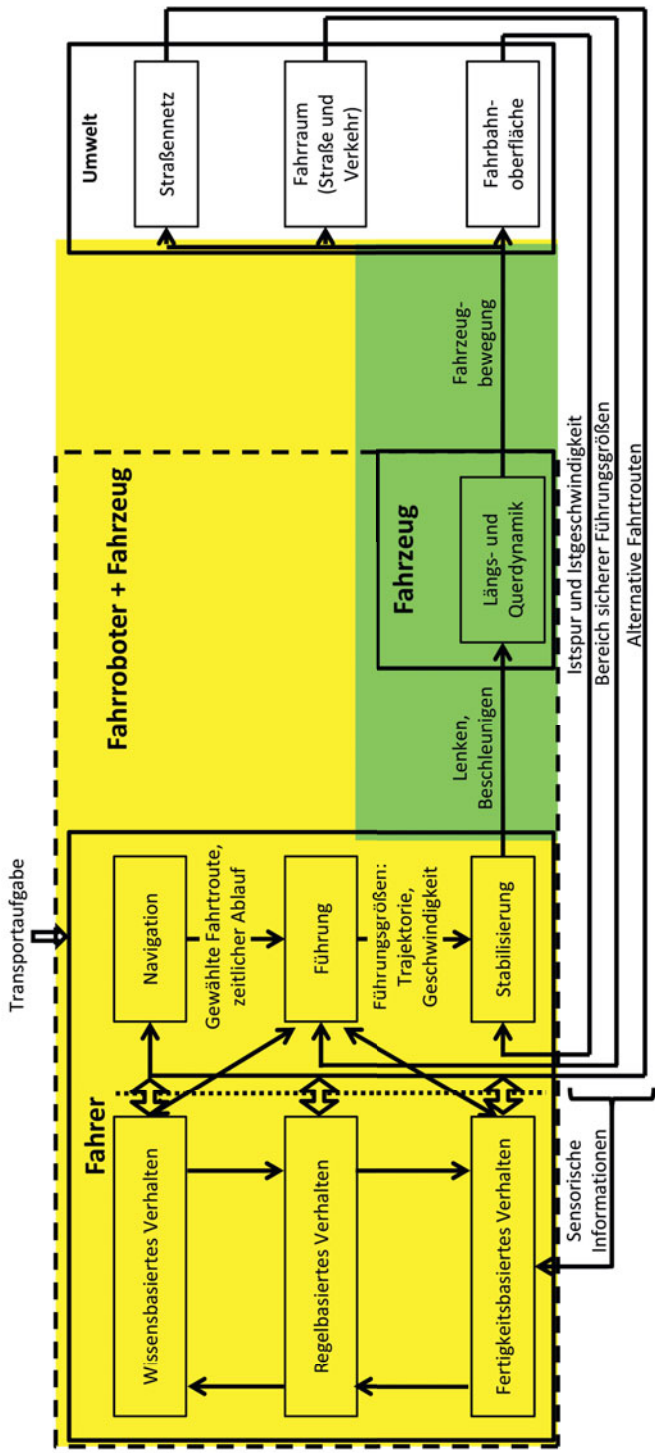 Transportaufgabe
Fahrer
Wissensbasiertes Verhalten
Regelbasiertes Verhalten
Fertigkeitsbasiertes Verhalten
Navigation
Gewählte Fahrtroute,
zeitlicher Ablauf
Führung
Führungsgrößen:
Trajektorie,
Geschwindigkeit
Stabilisierung
Fahrroboter + Fahrzeug
Lenken,
Beschleunigen
Fahrzeug
Längs- und
Querdynamik
Fahrzeug-
bewegung
Umwelt
Straßennetz
Fahrraum
(Straße und
Verkehr)
Fahrbahn-
oberfläche
Sensorische
Informationen
Istspur und Istgeschwindigkeit
Bereich sicherer Führungsgrößen
Alternative Fahrtrouten